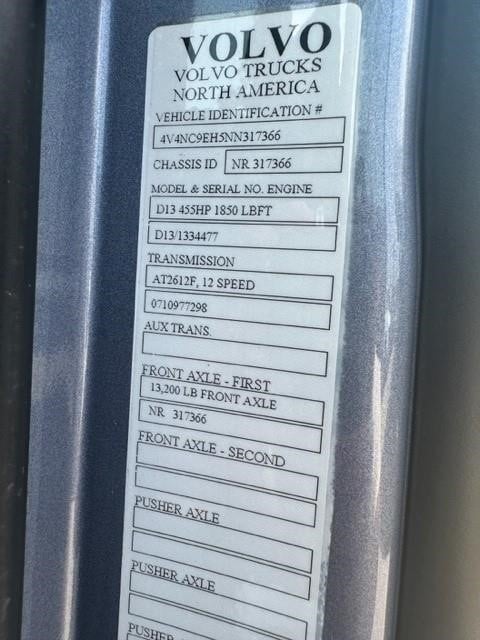 VOLVO
VOLVO TRUCKS
NORTH AMERICA
VEHICLE IDENTIFICATION #
4V4NC9EH5NN317366
CHASSIS ID NR 317366
MODEL & SERIAL NO. ENGINE
D13 455HP 1850 LBFT
D13/1334477
TRANSMISSION
AT2612F, 12 SPEED
0710977298
AUX TRANS.
FRONT AXLE - FIRST
13,200 LB FRONT AXLE
NR 317366
FRONT AXLE - SECOND
PUSHER AXLE
PUSHER AXLE
PUSHER AXLE